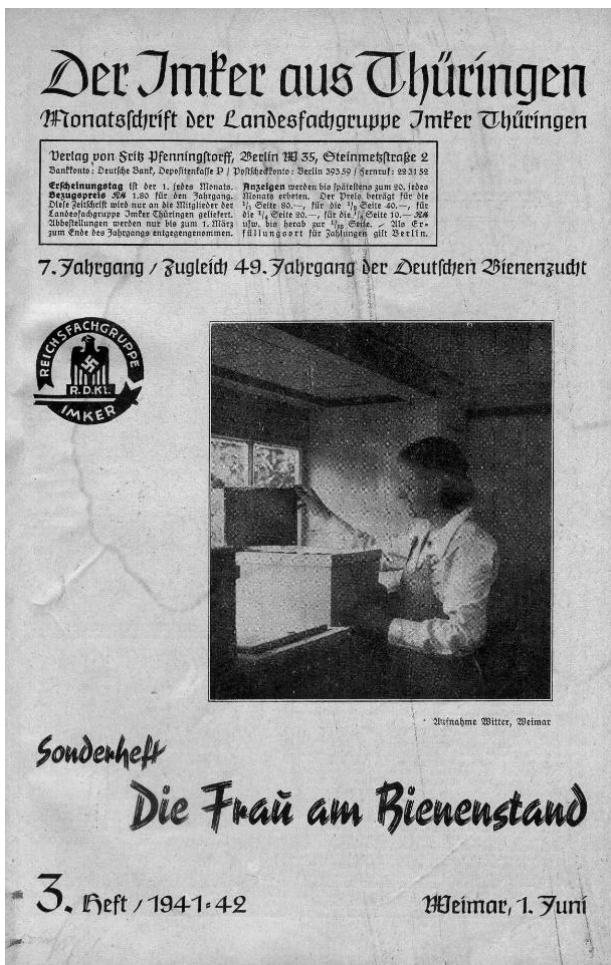 Der Imker aus Thüringen
Monatsschrift der Landesfachgruppe Imker Thüringen
Verlag von Fritz Pfenningstorff, Berlin W 35, Steinmetzstraße 2
Bankkonto: Deutsche Bank, Depositenkasse P / Postscheckkonto: Berlin 39359 / Fernruf: 22 31 52
Erscheinungstag ist der 1. jedes Monats.
Bezugspreis RM 1.80 für den Jahrgang.
Diese Zeitschrift wird nur an die Mitglieder der
Landesfachgruppe Imker Thüringen geliefert.
Abbestellungen werden nur bis zum 1. März
zum Ende des Jahrgangs entgegengenommen.
Anzeigen werden bis spätestens zum 20. jedes
Monats erbeten. Der Preis beträgt für die
1/1 Seite 80.—, für die 1/2 Seite 40.—, für
die 1/4 Seite 20.—, für die 1/8 Seite 10.— RM
usw. bis herab zur Seite. - Als Er-
füllungsort für Zahlungen gilt Berlin.
7. Jahrgang / Zugleich 49. Jahrgang der Deutschen Bienenzucht
REICHSFACHGRUPPE
R.D.Kl.
IMKER
Aufnahme Witter, Weimar
Sonderheft
Die Frau am Bienenstand
3. Heft / 1941-42
Weimar, 1. Juni